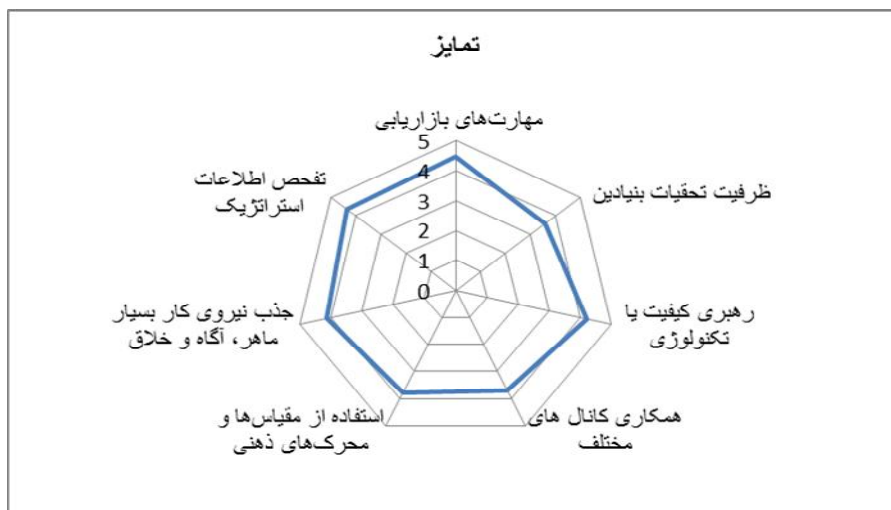 تمایز
مهارت‌های بازاریابی
ظرفیت تحقیات بنیادین
رهبری کیفیت یا
تکنولوژی
همکاری کانال های
مختلف
استفاده از مقیاس‌ها و
محرک‌های ذهنی
جذب نیروی کار بسیار
ماهر، آگاه و خلاق
تفحص اطلاعات
استراتژیک
5
4
3
2
1
0